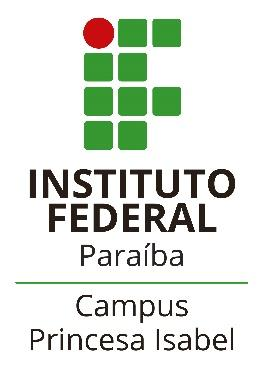 INSTITUTO
FEDERAL
Paraíba
Campus
Princesa Isabel